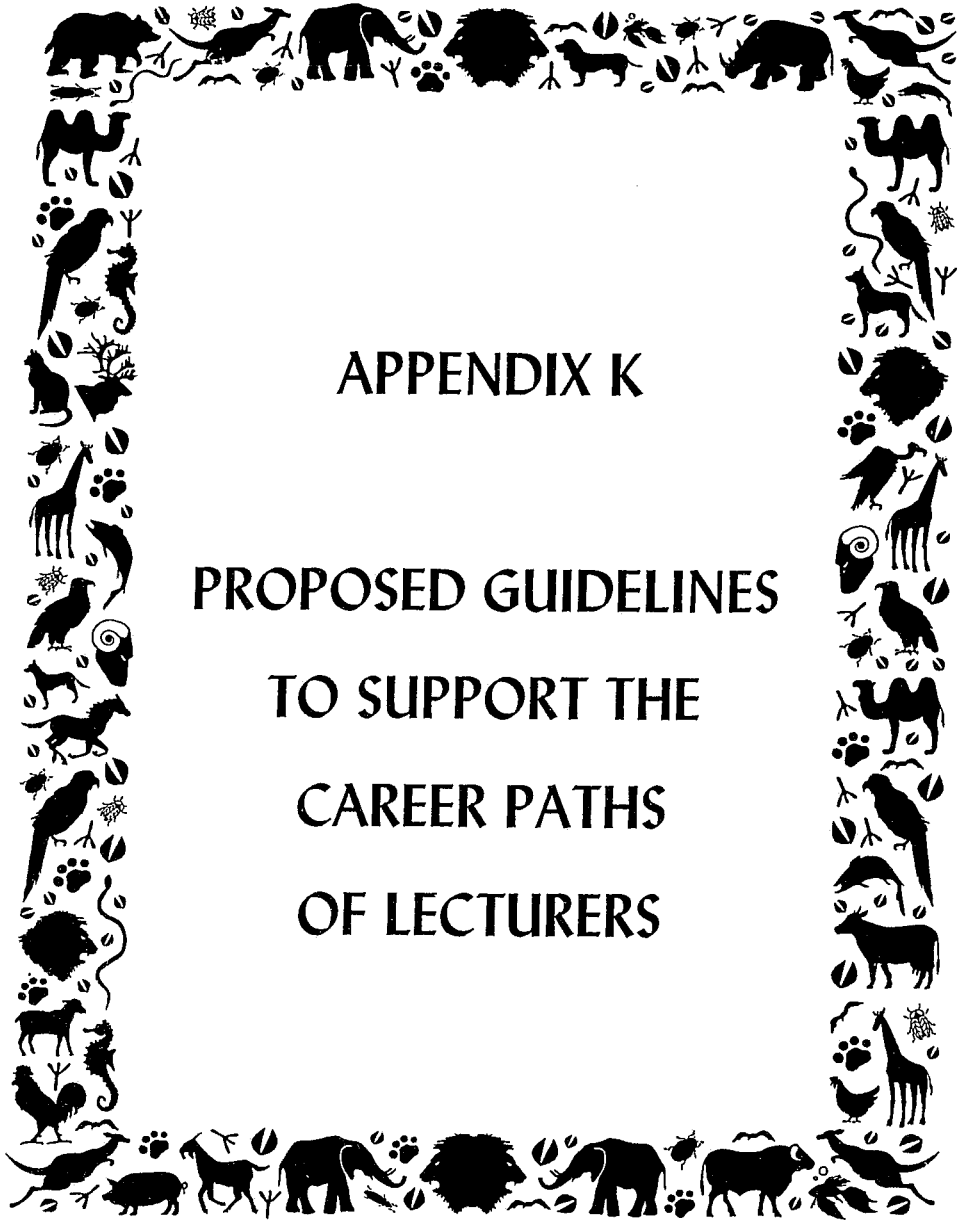 APPENDIX K
PROPOSED GUIDELINES
TO SUPPORT THE
CAREER PATHS
OF LECTURERS